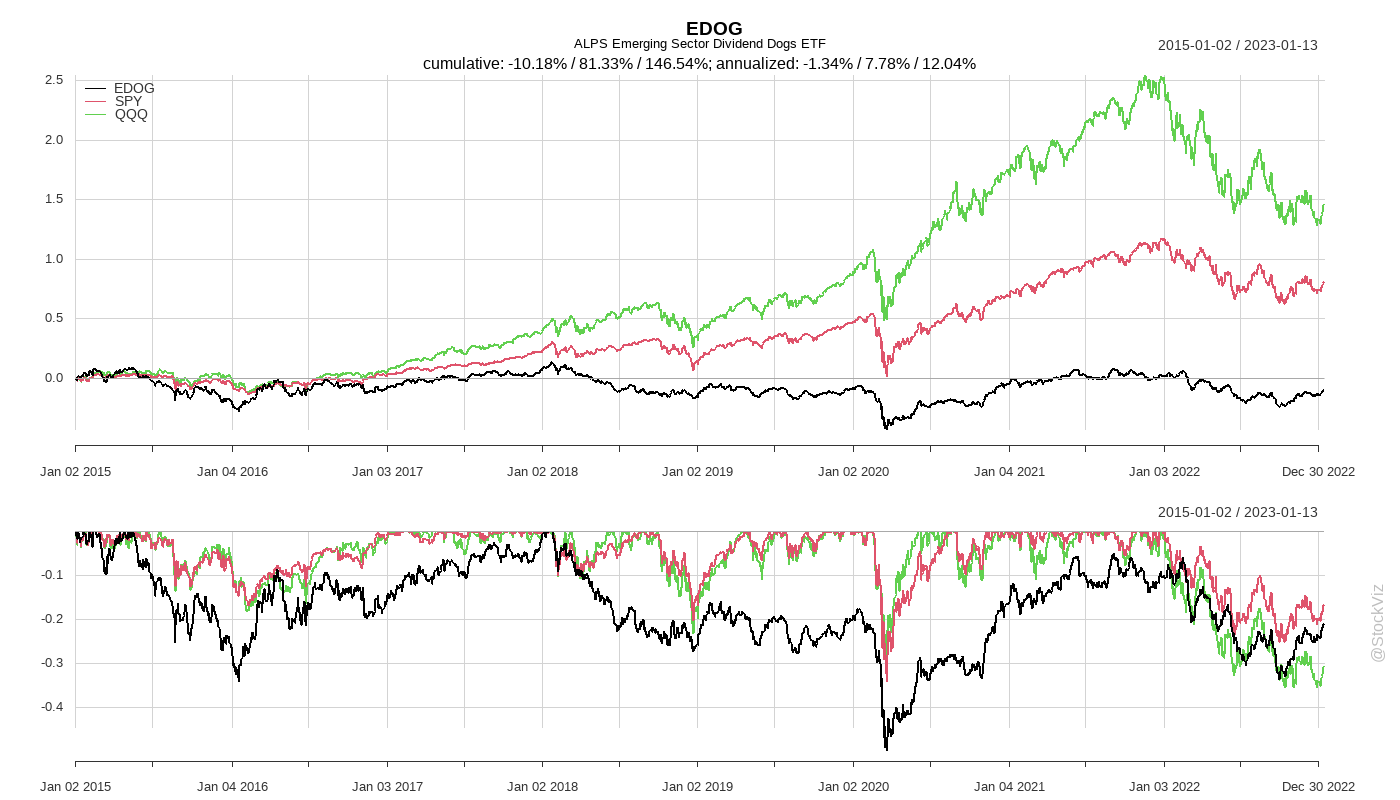 EDOG
ALPS Emerging Sector Dividend Dogs ETF
2015-01-02 / 2023-01-13
cumulative: -10.18% / 81.33% / 146.54%; annualized: -1.34% / 7.78% / 12.04%
EDOG
SPY
QQQ
2.5
2.0
1.5
1.0
0.5
0.0
Jan 02 2015 Jan 04 2016 Jan 03 2017 Jan 02 2018 Jan 02 2019 Jan 02 2020 Jan 04 2021 Jan 03 2022 Dec 30 2022
2015-01-02 / 2023-01-13
-0.1
-0.2
-0.3
-0.4
Jan 02 2015 Jan 04 2016 Jan 03 2017 Jan 02 2018 Jan 02 2019 Jan 02 2020 Jan 04 2021 Jan 03 2022 Dec 30 2022
@StockViz